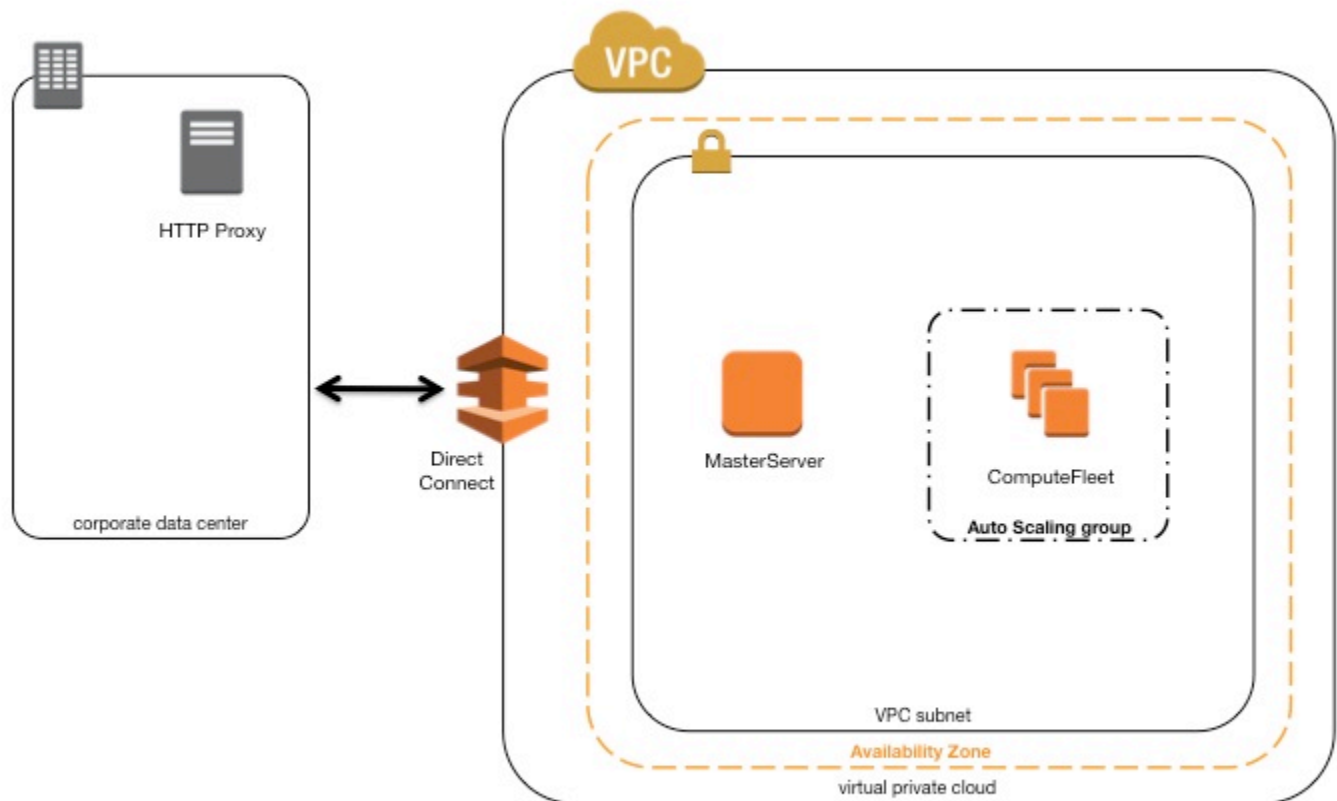 VPC
HTTP Proxy
Direct
Connect
MasterServer
ComputeFleet
Auto Scaling group
corporate data center
VPC subnet
Availability Zone
virtual private cloud